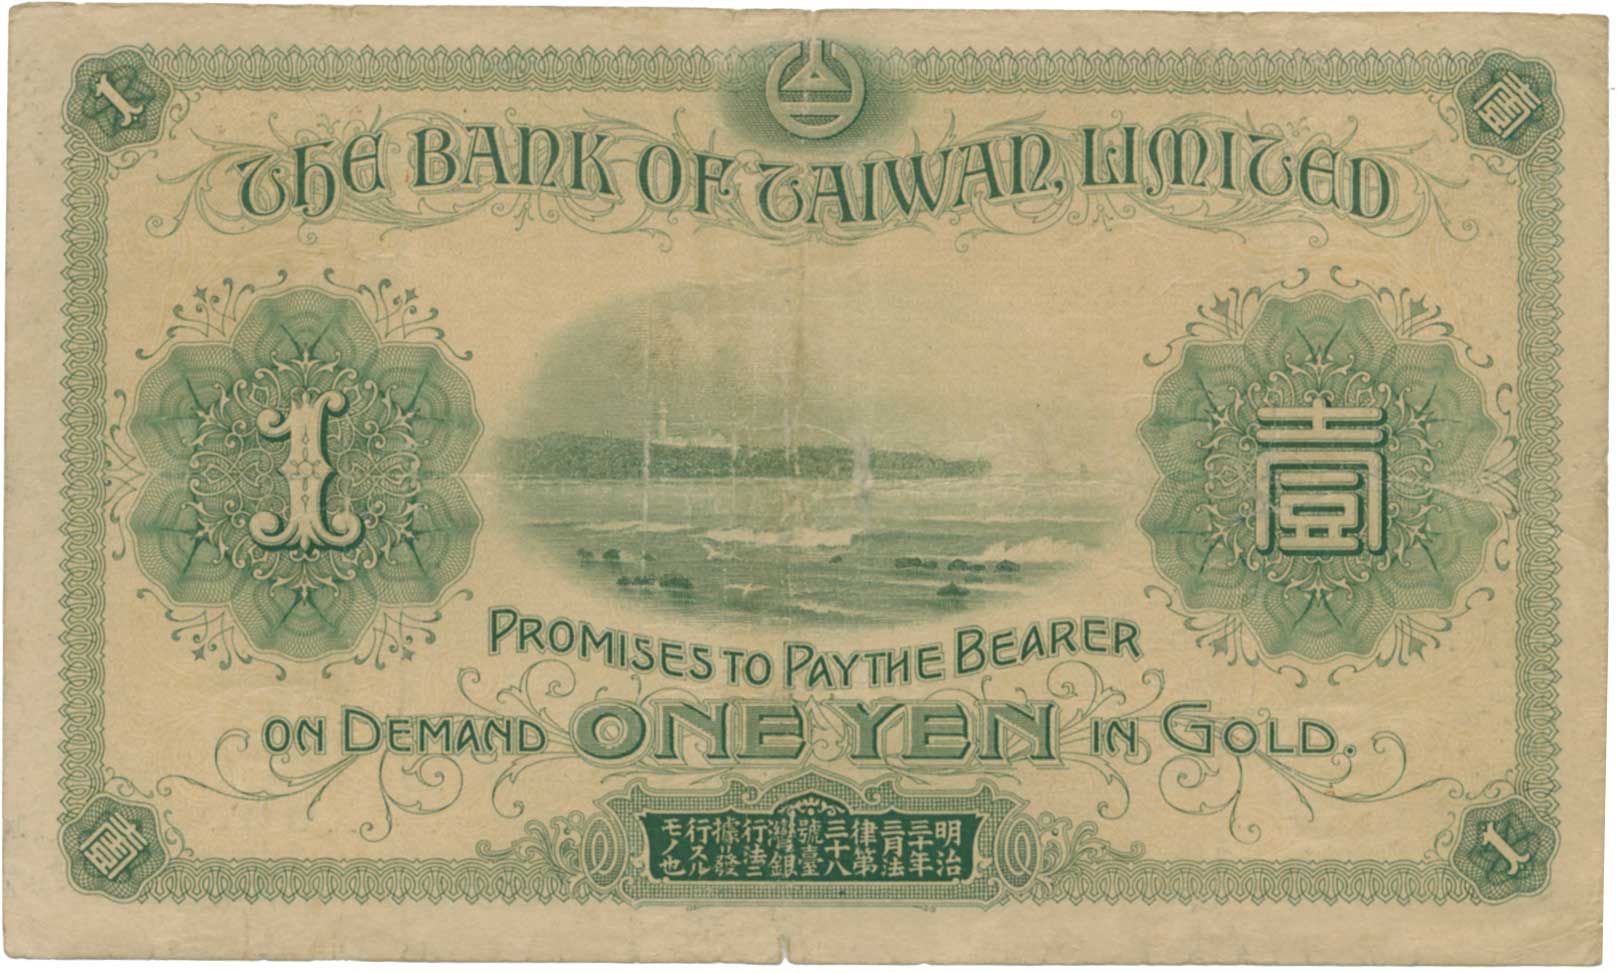 1
壹
THE BANK OF TAIWAN, LIMITED
1
壹
PROMISES TO PAY THE BEARER
ON DEMAND ONE YEN IN GOLD.
明治
三十年
三月法
律第
三十八
號臺
灣銀
行法ニ
據リ發
行スル
モノ也
壹
1